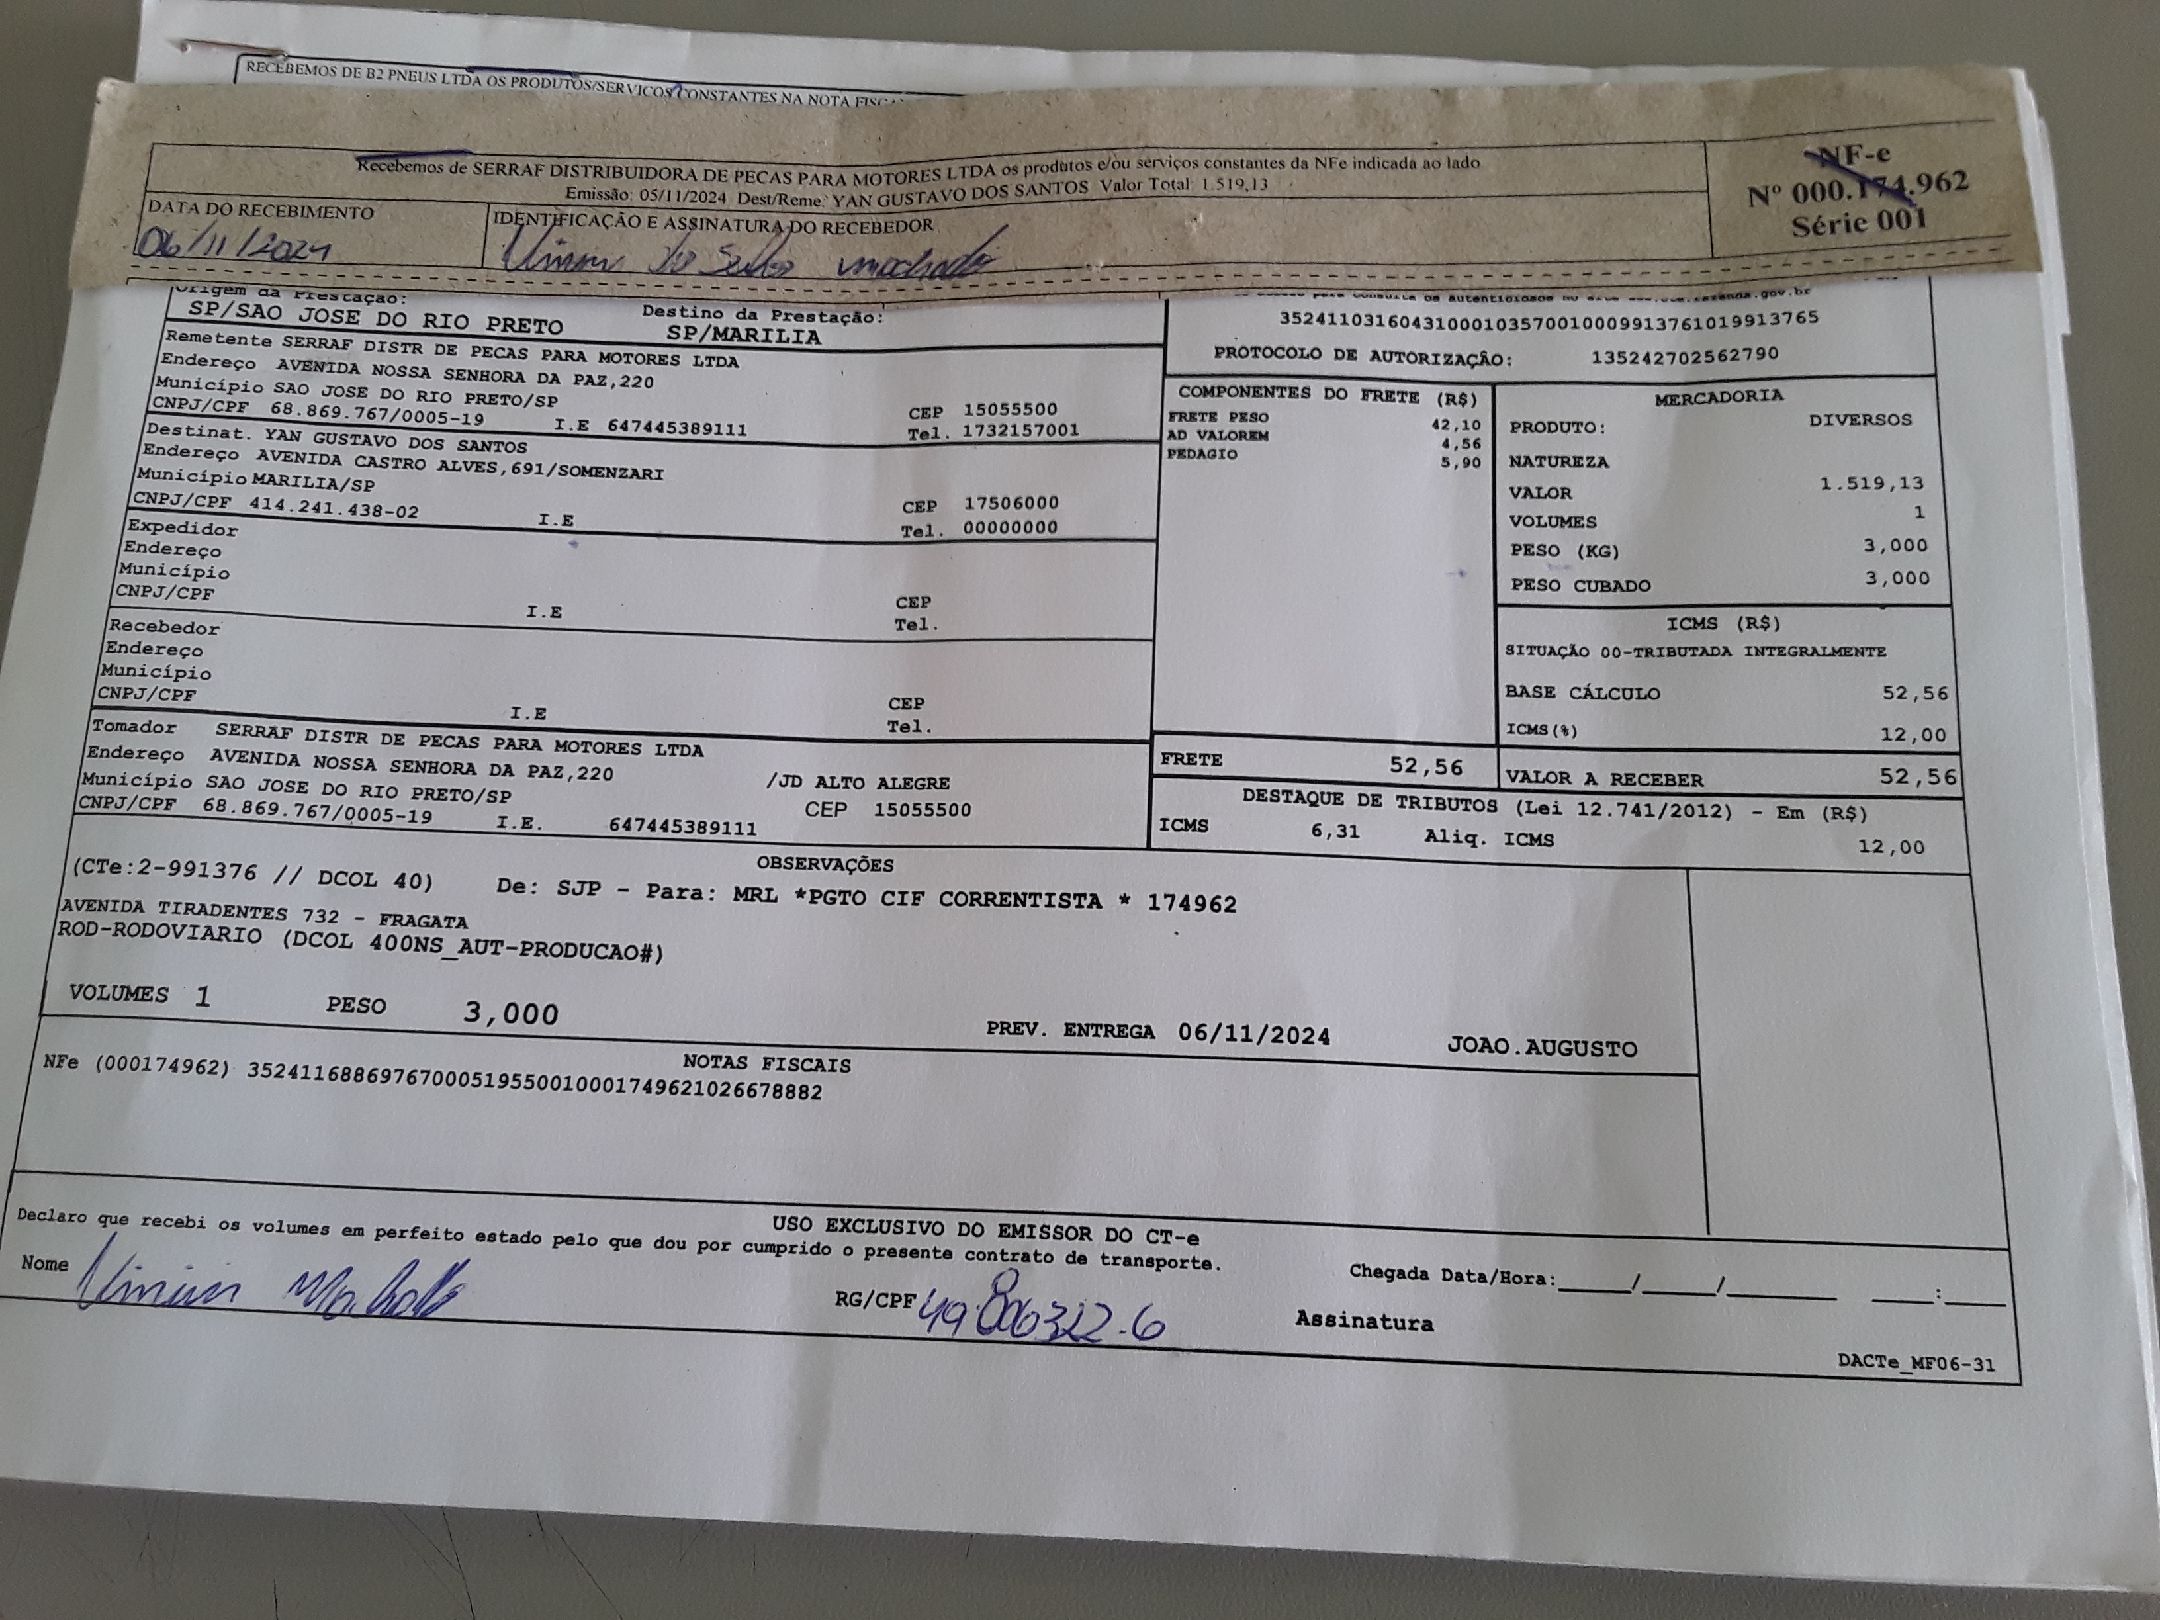 RECEBEMOS DE B2 PNEUS LTDA OS PRODUTOS/SERVICOS CONSTANTES NA NOTA
Recebemos de SERRAF DISTRIBUIDORA DE PECAS PARA MOTORES LTDA os produtos e/ou serviços constantes da NFe indicada ao lado
Emissão: 05/11/2024 Dest/Reme: YAN GUSTAVO DOS SANTOS Valor Total: 1.519,13
NF-e
Nº 000.174.962
Série 001
DATA DO RECEBIMENTO
06/11/2024
IDENTIFICAÇÃO E ASSINATURA DO RECEBEDOR
machado
Origem da Prestação:
SP/SAO JOSE DO RIO PRETO
Destino da Prestação:
SP/MARILIA
35241103160431000103570010009913761019913765
PROTOCOLO DE AUTORIZAÇÃO: 135242702562790
Remetente SERRAF DISTR DE PECAS PARA MOTORES LTDA
Endereço AVENIDA NOSSA SENHORA DA PAZ,220
Município SAO JOSE DO RIO PRETO/SP CEP 15055500
CNPJ/CPF 68.869.767/0005-19 I.E 647445389111 Tel. 1732157001
Destinat. YAN GUSTAVO DOS SANTOS
Endereço AVENIDA CASTRO ALVES,691/SOMENZARI
Município MARILIA/SP CEP 17506000
CNPJ/CPF 414.241.438-02 I.E Tel. 00000000
Expedidor
Endereço
Município CEP
CNPJ/CPF I.E Tel.
Recebedor
Endereço
Município CEP
CNPJ/CPF I.E Tel.
Tomador SERRAF DISTR DE PECAS PARA MOTORES LTDA
Endereço AVENIDA NOSSA SENHORA DA PAZ,220 /JD ALTO ALEGRE
Município SAO JOSE DO RIO PRETO/SP CEP 15055500
CNPJ/CPF 68.869.767/0005-19 I.E. 647445389111
COMPONENTES DO FRETE (R$)
FRETE PESO 42,10
AD VALOREM 4,56
PEDAGIO 5,90
FRETE 52,56
MERCADORIA
PRODUTO: DIVERSOS
NATUREZA
VALOR 1.519,13
VOLUMES 1
PESO (KG) 3,000
PESO CUBADO 3,000
ICMS (R$)
SITUAÇÃO 00-TRIBUTADA INTEGRALMENTE
BASE CÁLCULO 52,56
ICMS(%) 12,00
VALOR A RECEBER 52,56
DESTAQUE DE TRIBUTOS (Lei 12.741/2012) - Em (R$)
ICMS 6,31 Aliq. ICMS 12,00
OBSERVAÇÕES
(CTe:2-991376 // DCOL 40) De: SJP - Para: MRL *PGTO CIF CORRENTISTA * 174962
AVENIDA TIRADENTES 732 - FRAGATA
ROD-RODOVIARIO (DCOL 400NS_AUT-PRODUCAO#)
VOLUMES 1 PESO 3,000 PREV. ENTREGA 06/11/2024 JOAO.AUGUSTO
NOTAS FISCAIS
NFe (000174962) 35241168869767000519550010001749621026678882
USO EXCLUSIVO DO EMISSOR DO CT-e
Declaro que recebi os volumes em perfeito estado pelo que dou por cumprido o presente contrato de transporte.
Nome
RG/CPF 49.806322-6
Chegada Data/Hora:____/____/______ ___:___
Assinatura
DACTe_MF06-31